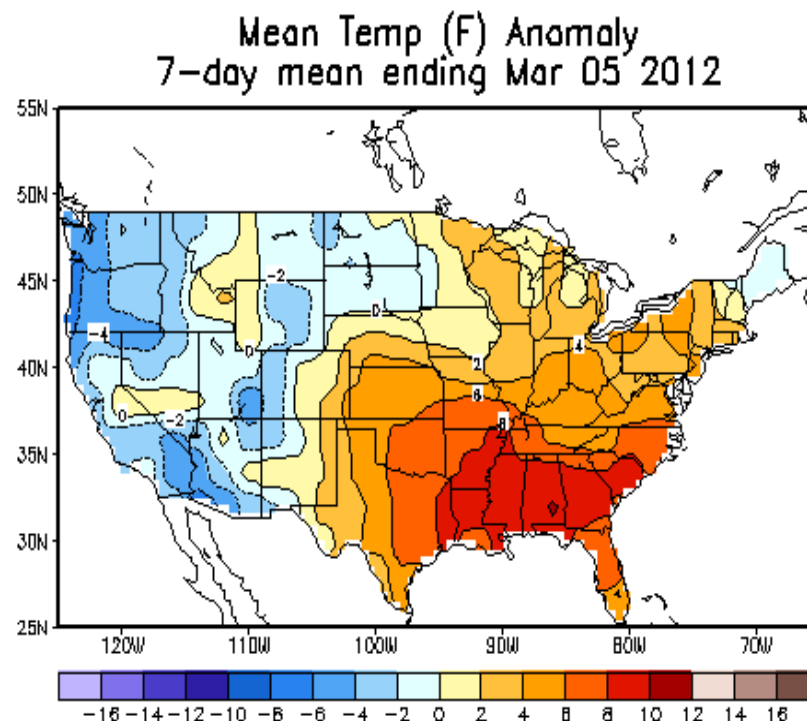 Mean Temp (F) Anomaly
7-day mean ending Mar 05 2012
55N
50N
45N
-2
0
-4
40N
0
2
4
6
0
-2
8
35N
30N
25N
120W 110W 100W 90W 80W 70W
-16 -14 -12 -10 -8 -6 -4 -2 0 2 4 6 8 10 12 14 16